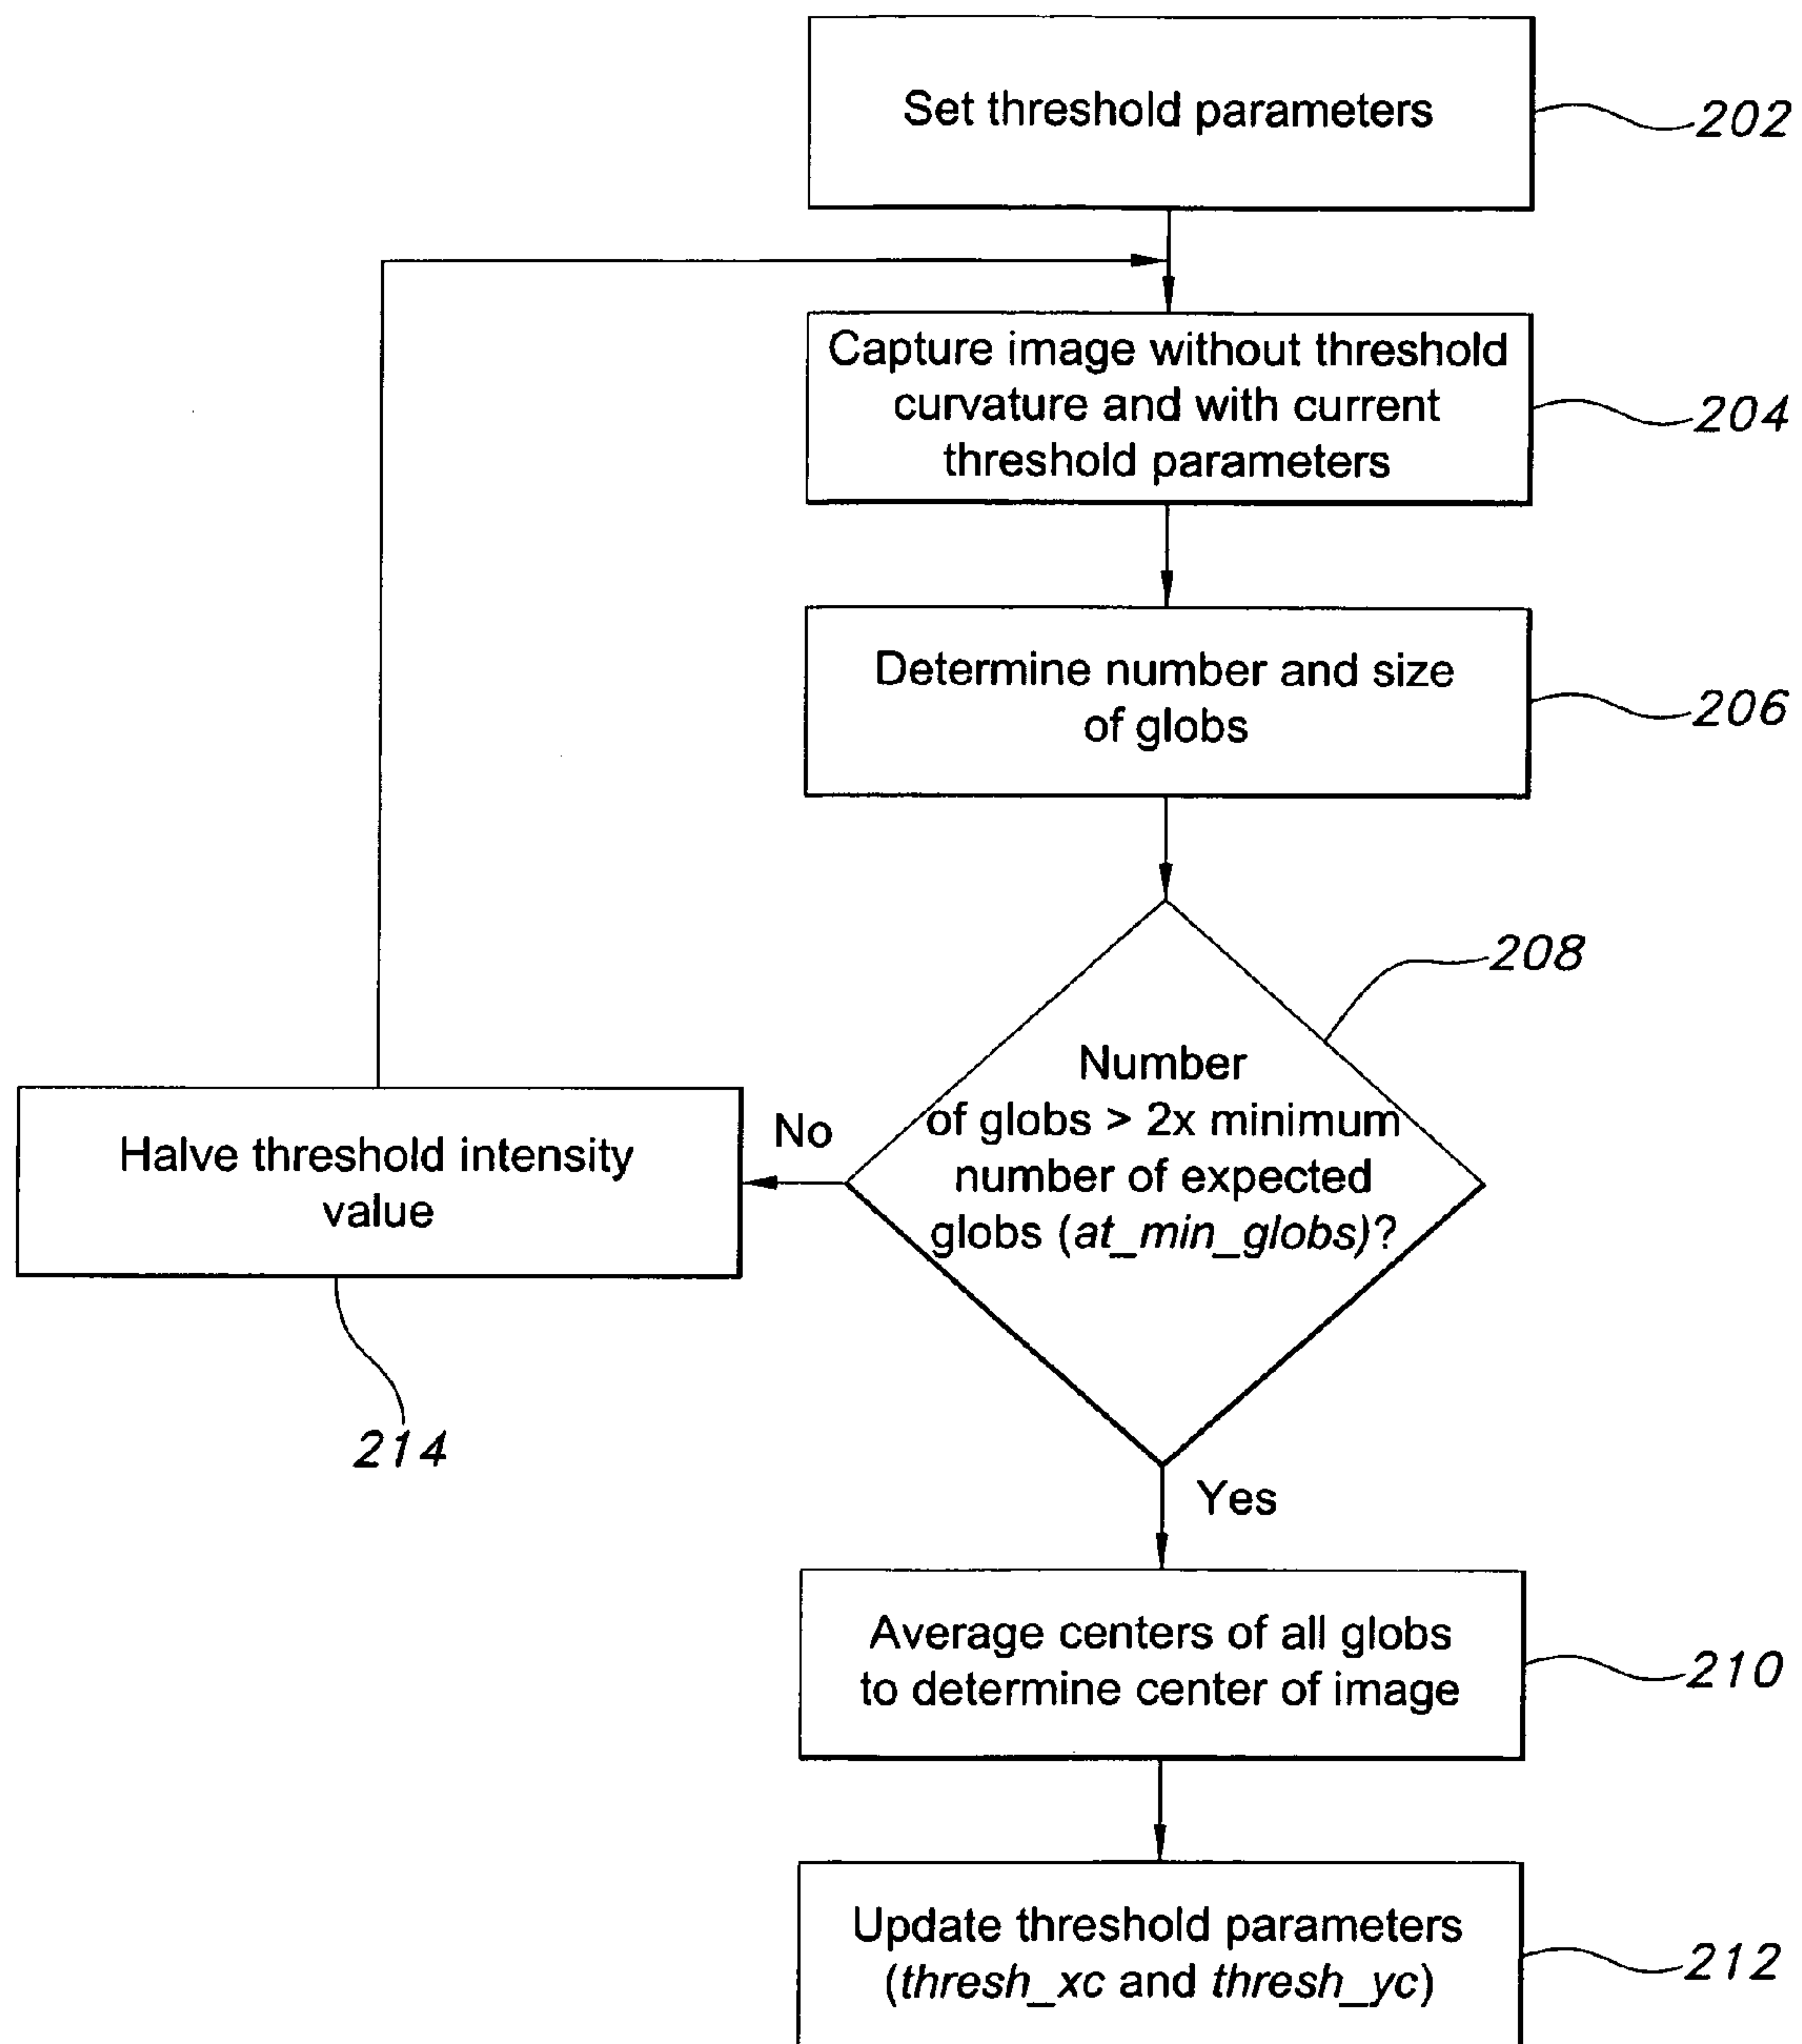 Set threshold parameters
202
Capture image without threshold
curvature and with current
threshold parameters
204
Determine number and size
of globs
206
208
Number
of globs > 2x minimum
number of expected
globs (at_min_globs)?
No
Halve threshold intensity
value
214
Yes
Average centers of all globs
to determine center of image
210
Update threshold parameters
(thresh_xc and thresh_yc)
212